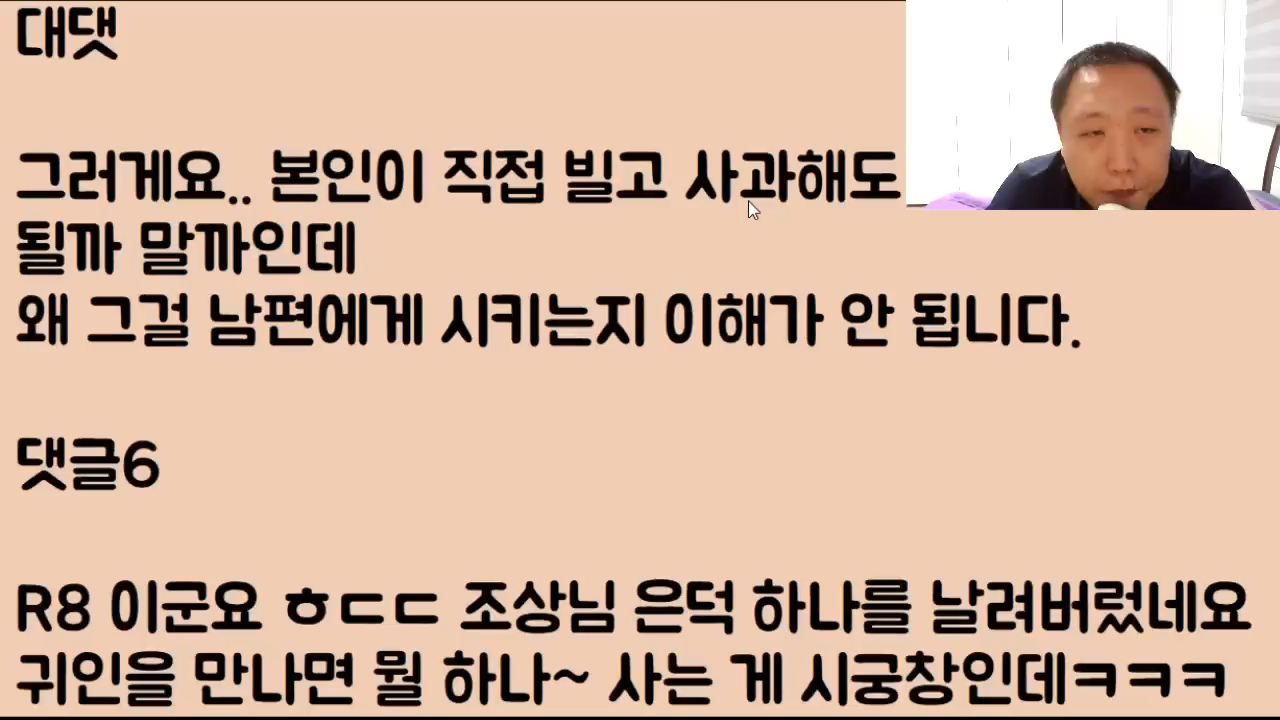 대댓
그러게요.. 본인이 직접 빌고 사과해도
될까 말까인데
왜 그걸 남편에게 시키는지 이해가 안 됩니다.
댓글6
R8 이군요 ㅎㄷㄷ 조상님 은덕 하나를 날려버렸네요
귀인을 만나면 뭘 하나~ 사는 게 시궁창인데ㅋㅋㅋ